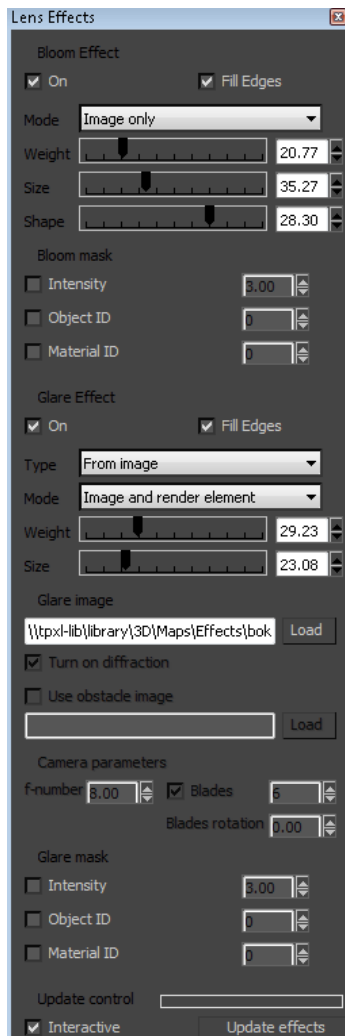 Lens Effects
Bloom Effect
On Fill Edges
Mode Image only
Weight 20.77
Size 35.27
Shape 28.30
Bloom mask
Intensity 3.00
Object ID 0
Material ID 0
Glare Effect
On Fill Edges
Type From image
Mode Image and render element
Weight 29.23
Size 23.08
Glare image
\\tpxl-lib\library\3D\Maps\Effects\bok Load
Turn on diffraction
Use obstacle image
Load
Camera parameters
f-number 8.00 Blades 6
Blades rotation 0.00
Glare mask
Intensity 3.00
Object ID 0
Material ID 0
Update control
Interactive Update effects